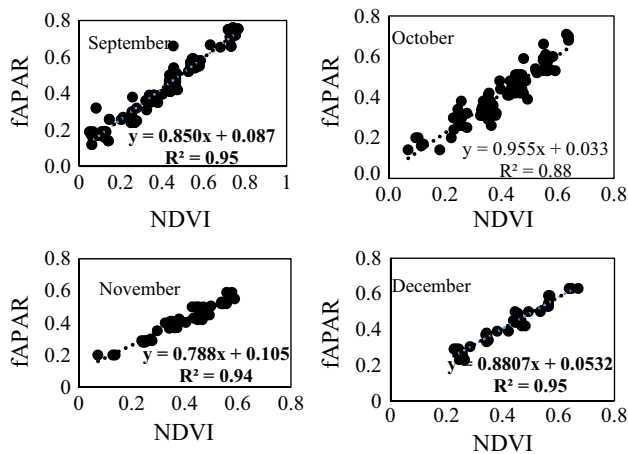 0.8
0.6
0.4
0.2
0
fAPAR
September
y = 0.850x + 0.087
R² = 0.95
0 0.2 0.4 0.6 0.8 1
NDVI
0.8
0.6
0.4
0.2
0.0
fAPAR
October
y = 0.955x + 0.033
R² = 0.88
0.0 0.2 0.4 0.6 0.8
NDVI
0.8
0.6
0.4
0.2
0
fAPAR
November
y = 0.788x + 0.105
R² = 0.94
0 0.2 0.4 0.6 0.8
NDVI
0.8
0.6
0.4
0.2
0
fAPAR
December
y = 0.8807x + 0.0532
R² = 0.95
0 0.2 0.4 0.6 0.8
NDVI